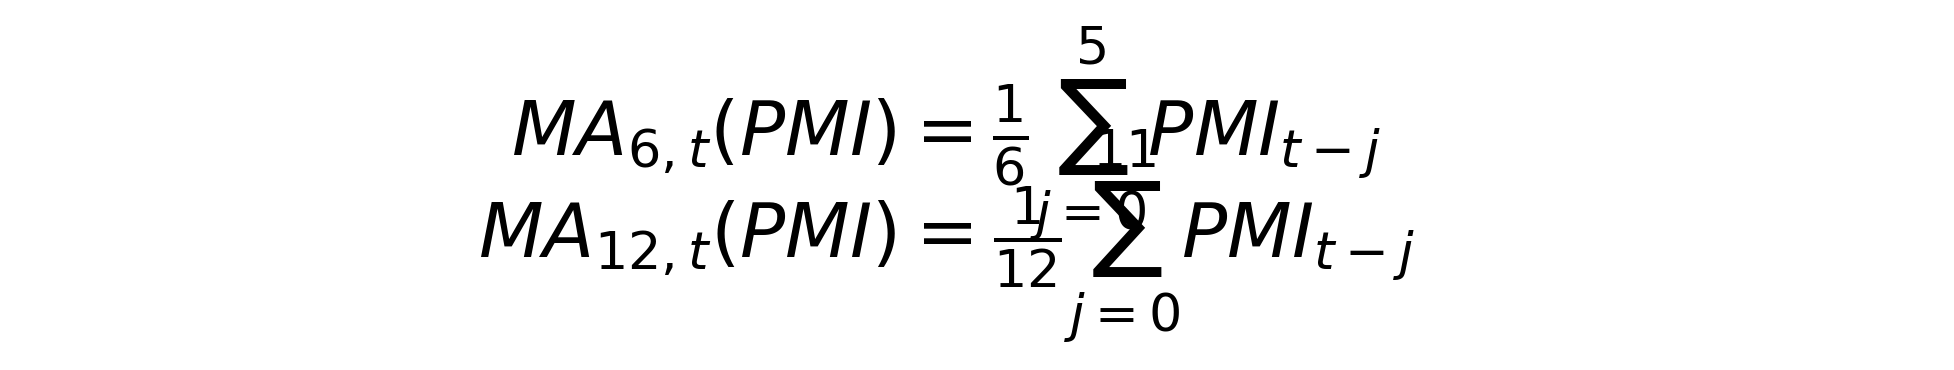 MA_{6,t}(PMI) = \frac{1}{6} \sum_{j=0}^{5} PMI_{t-j}
MA_{12,t}(PMI) = \frac{1}{12} \sum_{j=0}^{11} PMI_{t-j}